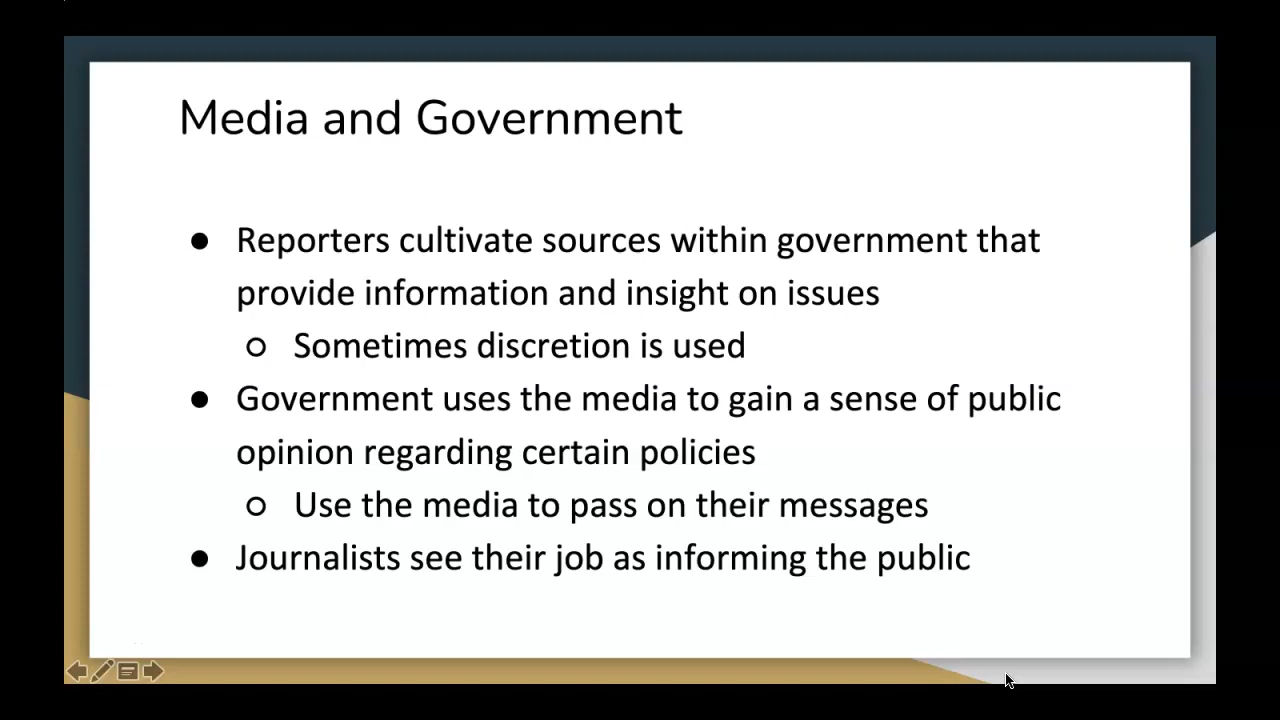 Media and Government
● Reporters cultivate sources within government that
provide information and insight on issues
○ Sometimes discretion is used
● Government uses the media to gain a sense of public
opinion regarding certain policies
○ Use the media to pass on their messages
● Journalists see their job as informing the public